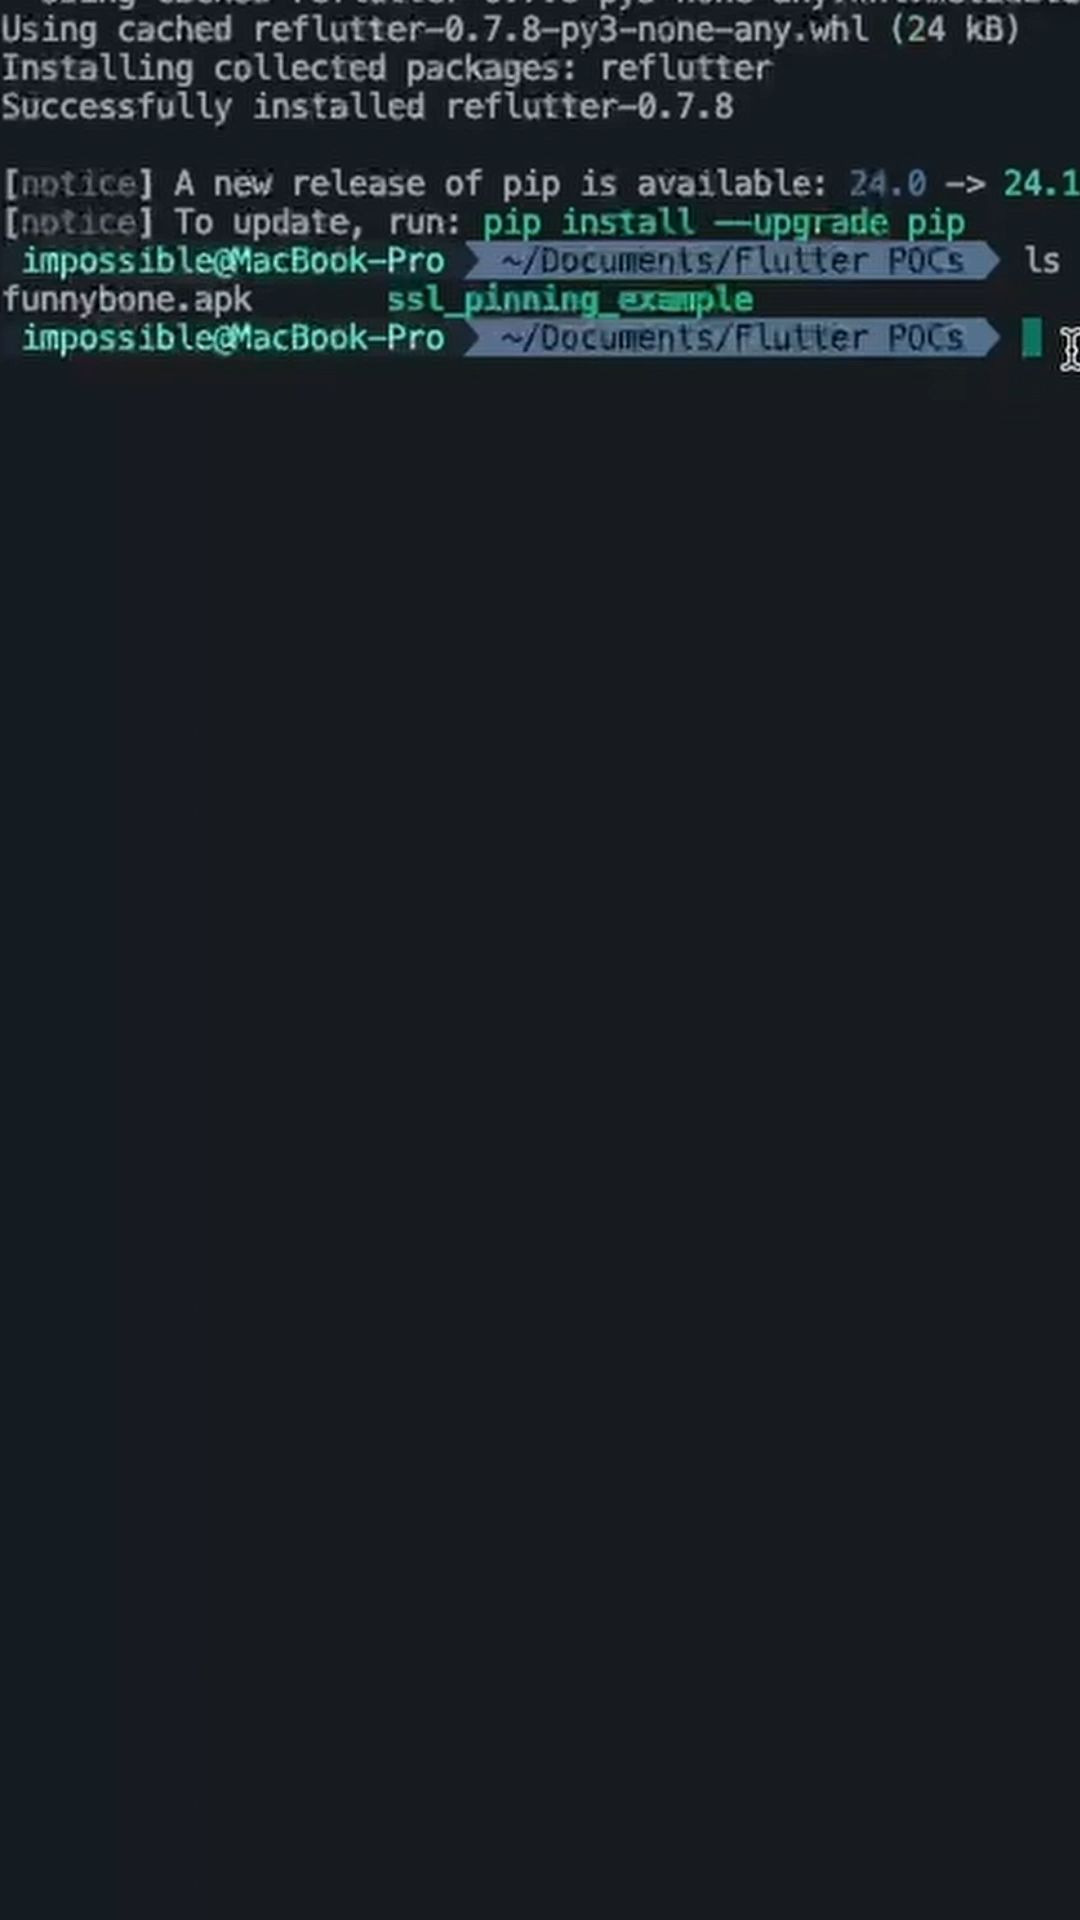 Using cached reflutter-0.7.8-py3-none-any.whl (24 kB)
Installing collected packages: reflutter
Successfully installed reflutter-0.7.8
[notice] A new release of pip is available: 24.0 -> 24.1
[notice] To update, run: pip install --upgrade pip
impossible@MacBook-Pro ~/Documents/Flutter POCs ls
funnybone.apk ssl_pinning_example
impossible@MacBook-Pro ~/Documents/Flutter POCs